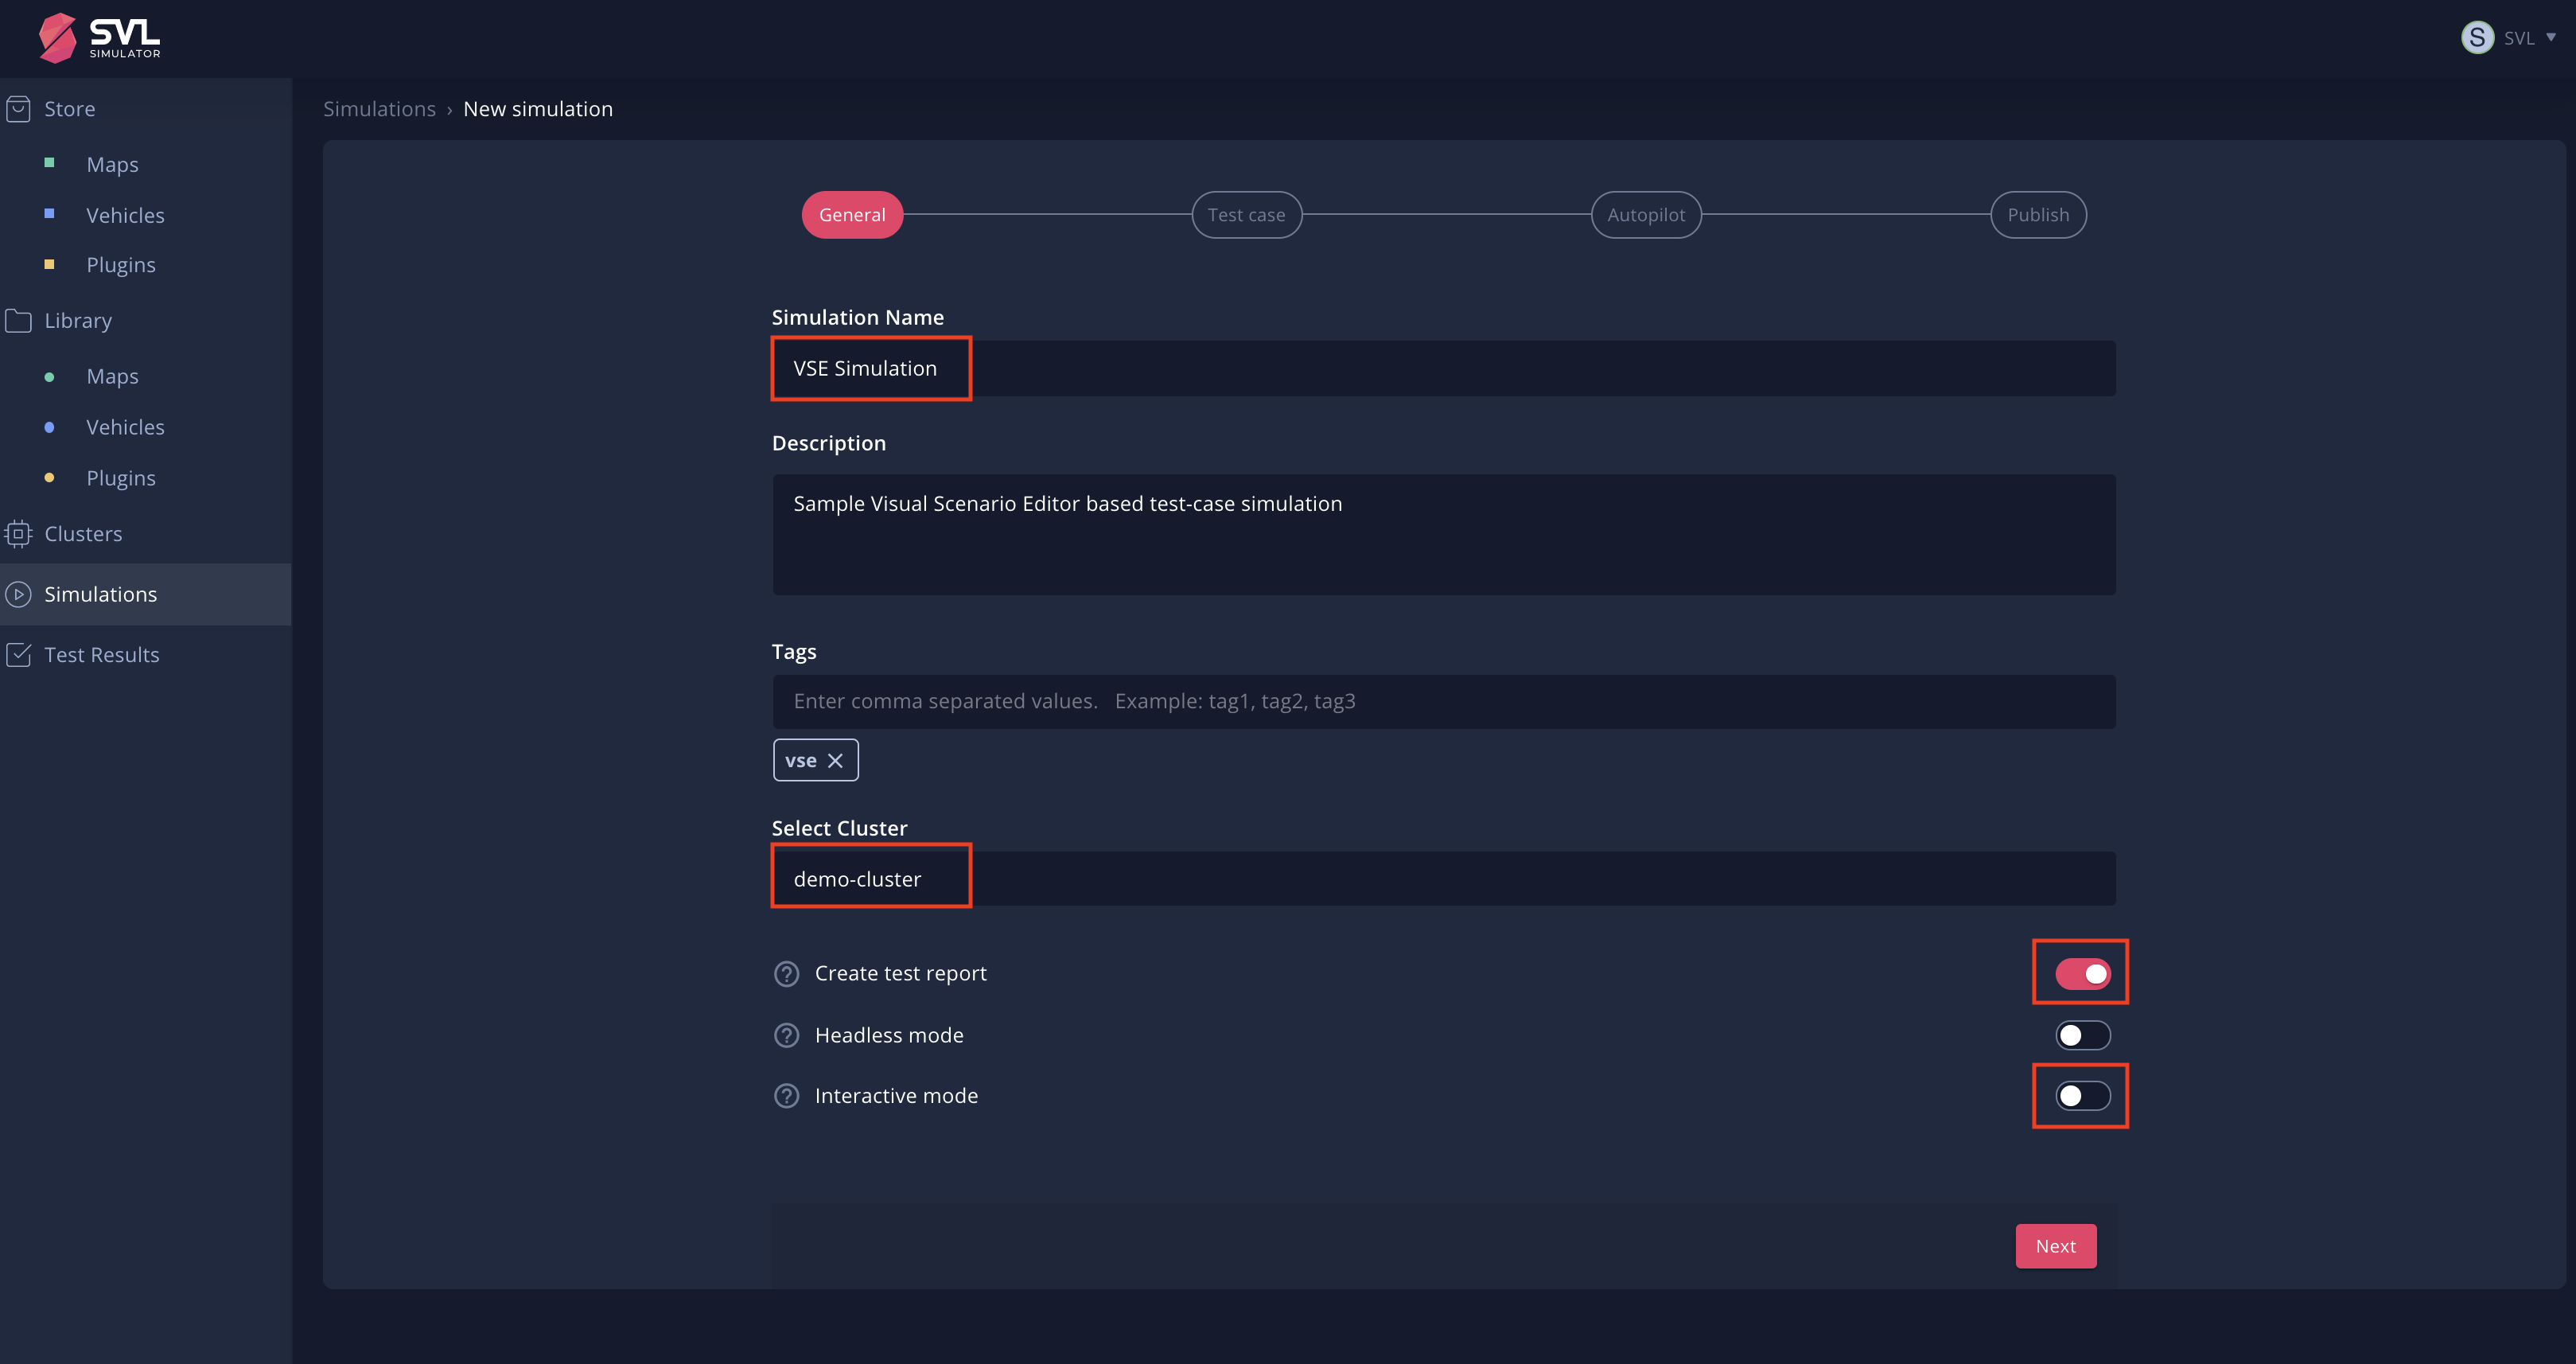 SVL
SIMULATOR
S SVL
Store
Maps
Vehicles
Plugins
Library
Maps
Vehicles
Plugins
Clusters
Simulations
Test Results
Simulations › New simulation
General
Test case
Autopilot
Publish
Simulation Name
VSE Simulation
Description
Sample Visual Scenario Editor based test-case simulation
Tags
Enter comma separated values. Example: tag1, tag2, tag3
vse
Select Cluster
demo-cluster
? Create test report
? Headless mode
? Interactive mode
Next